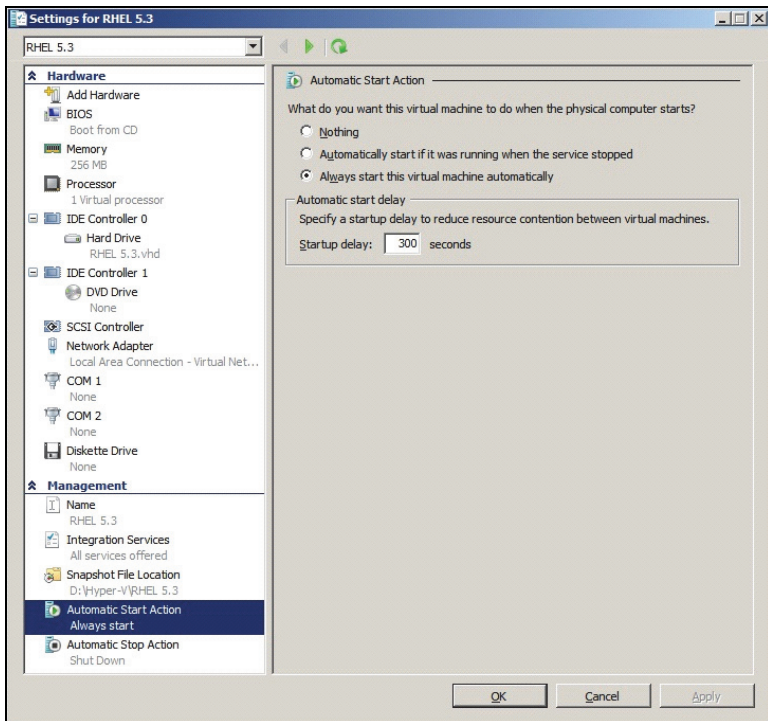 Settings for RHEL 5.3
RHEL 5.3
Hardware
Add Hardware
BIOS
Boot from CD
Memory
256 MB
Processor
1 Virtual processor
IDE Controller 0
Hard Drive
RHEL 5.3.vhd
IDE Controller 1
DVD Drive
None
SCSI Controller
Network Adapter
Local Area Connection - Virtual Net...
COM 1
None
COM 2
None
Diskette Drive
None
Management
Name
RHEL 5.3
Integration Services
All services offered
Snapshot File Location
D:\Hyper-V\RHEL 5.3
Automatic Start Action
Always start
Automatic Stop Action
Shut Down
Automatic Start Action
What do you want this virtual machine to do when the physical computer starts?
Nothing
Automatically start if it was running when the service stopped
Always start this virtual machine automatically
Automatic start delay
Specify a startup delay to reduce resource contention between virtual machines.
Startup delay: 300 seconds
OK Cancel Apply